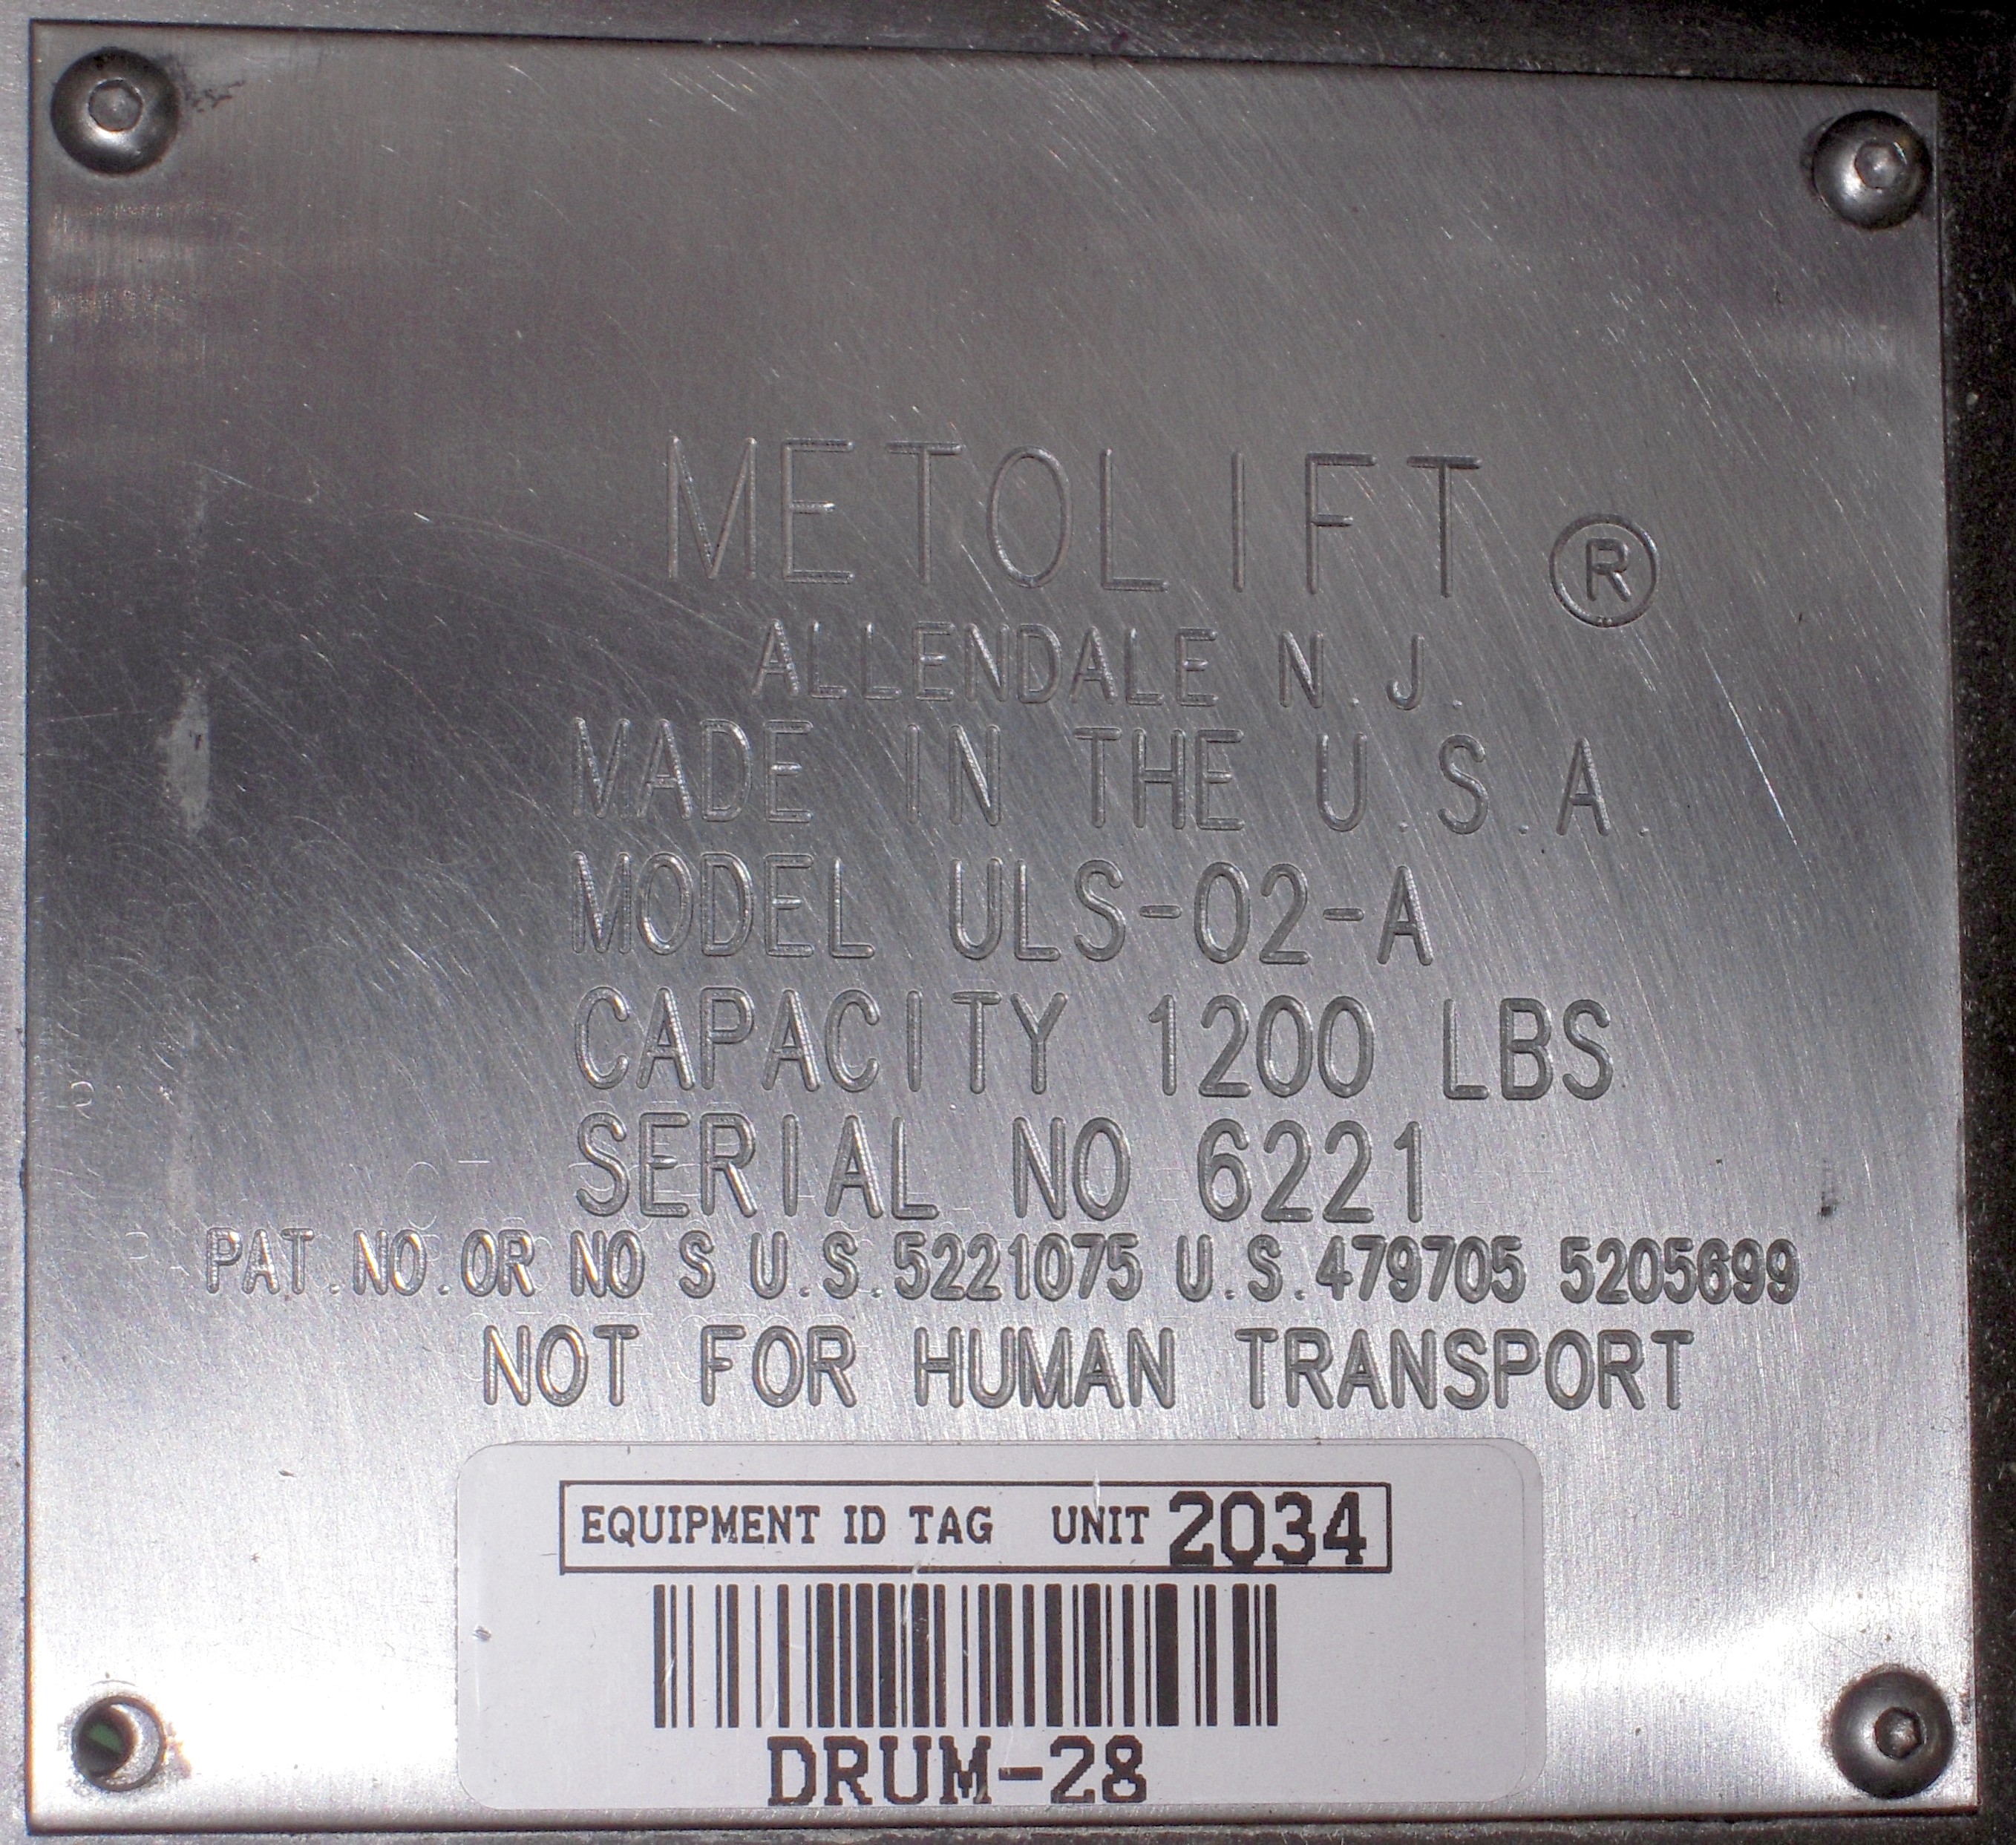 METOLIFT ®
ALLENDALE N.J.
MADE IN THE U.S.A.
MODEL ULS-02-A
CAPACITY 1200 LBS
SERIAL NO 6221
PAT.NO.OR NO S U.S.5221075 U.S.479705 5205699
NOT FOR HUMAN TRANSPORT
EQUIPMENT ID TAG UNIT 2034
DRUM-28